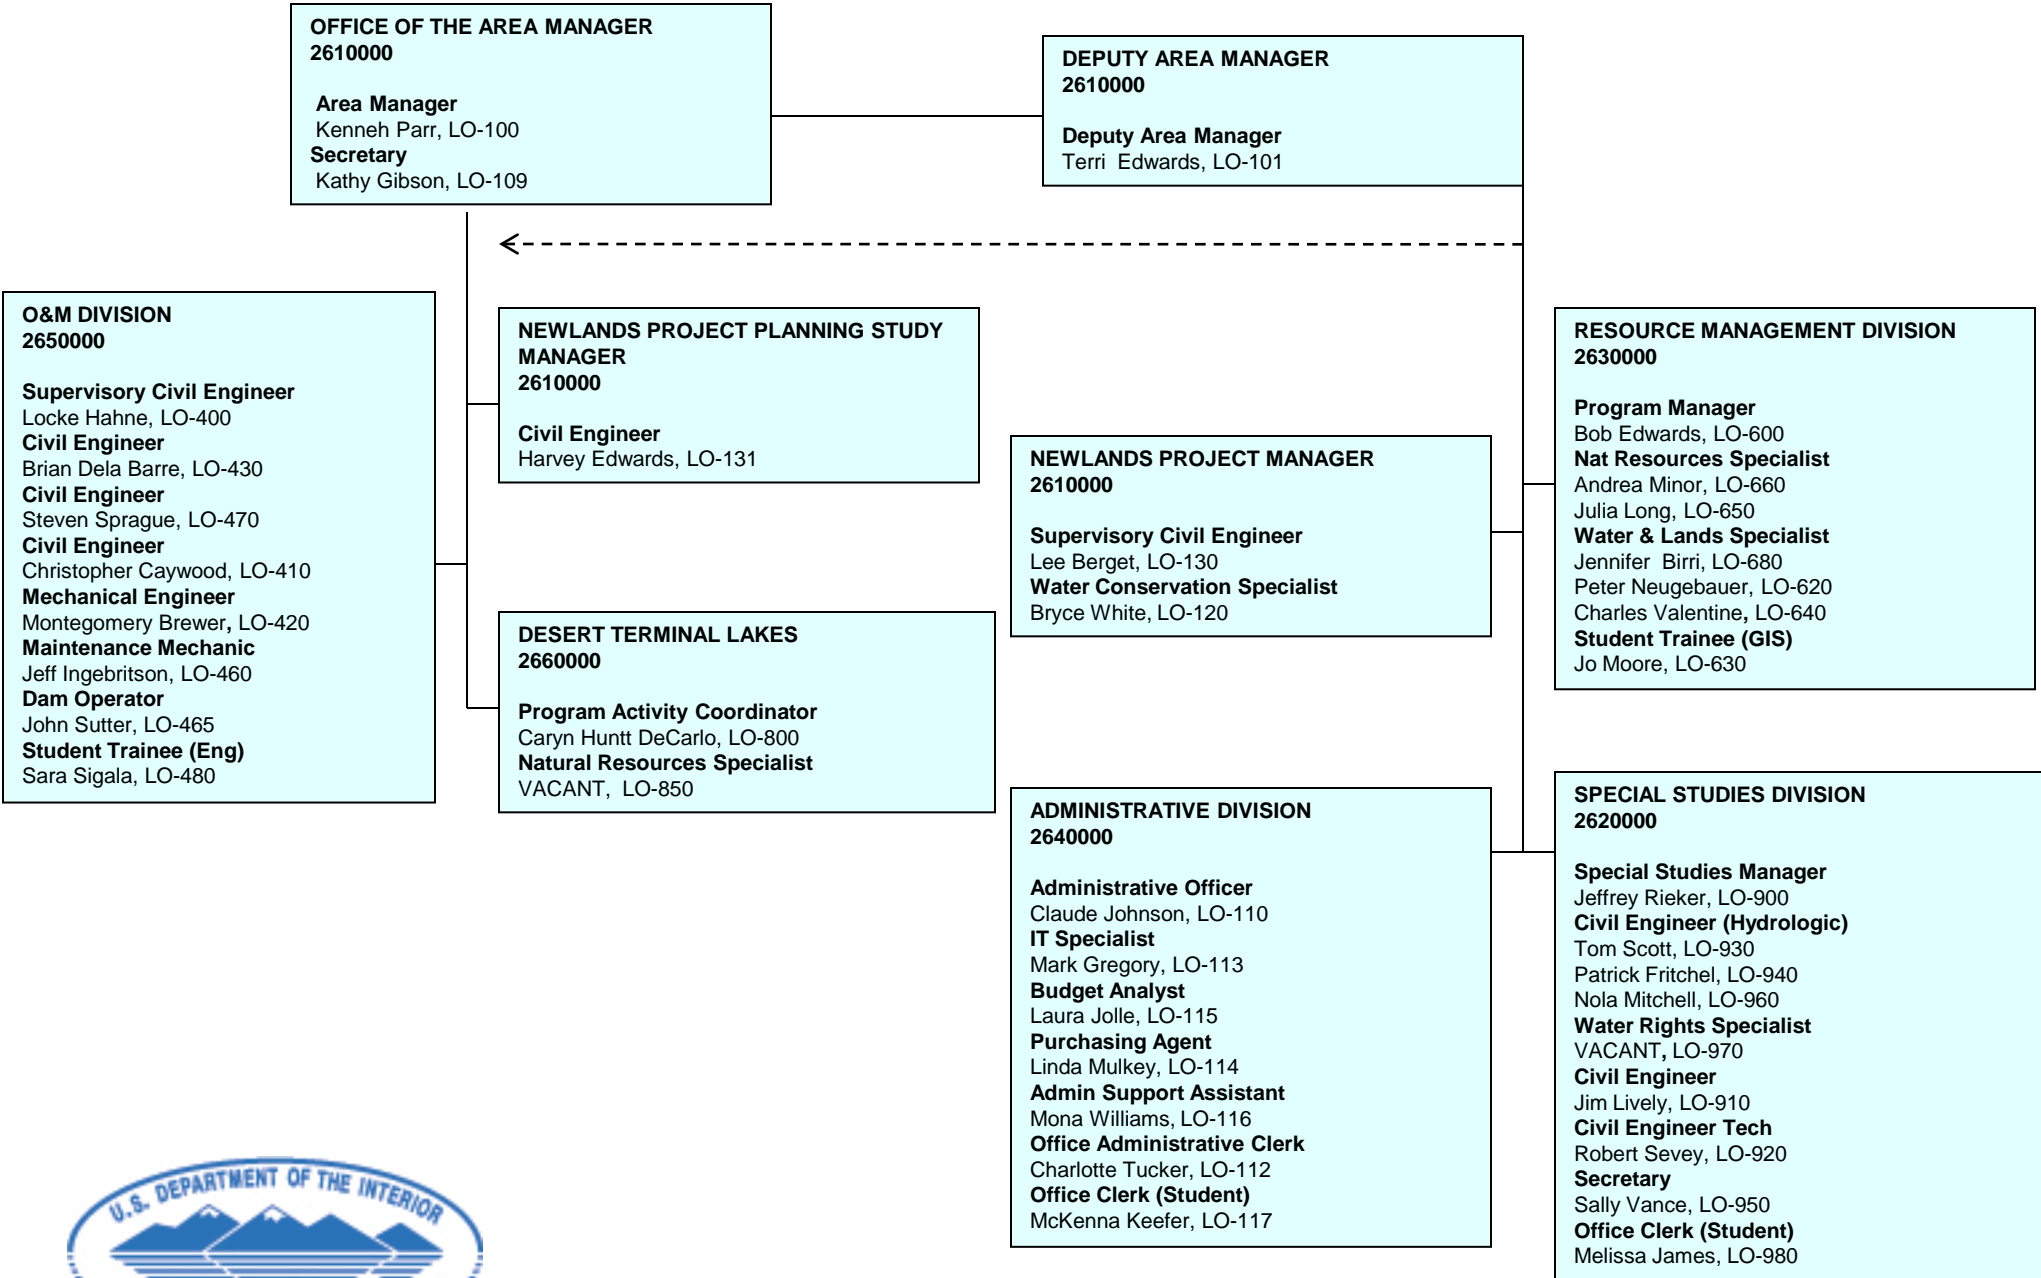 OFFICE OF THE AREA MANAGER
2610000
Area Manager
Kenneh Parr, LO-100
Secretary
Kathy Gibson, LO-109
DEPUTY AREA MANAGER
2610000
Deputy Area Manager
Terri Edwards, LO-101
O&M DIVISION
2650000
Supervisory Civil Engineer
Locke Hahne, LO-400
Civil Engineer
Brian Dela Barre, LO-430
Civil Engineer
Steven Sprague, LO-470
Civil Engineer
Christopher Caywood, LO-410
Mechanical Engineer
Montegomery Brewer, LO-420
Maintenance Mechanic
Jeff Ingebritson, LO-460
Dam Operator
John Sutter, LO-465
Student Trainee (Eng)
Sara Sigala, LO-480
NEWLANDS PROJECT PLANNING STUDY
MANAGER
2610000
Civil Engineer
Harvey Edwards, LO-131
DESERT TERMINAL LAKES
2660000
Program Activity Coordinator
Caryn Huntt DeCarlo, LO-800
Natural Resources Specialist
VACANT, LO-850
NEWLANDS PROJECT MANAGER
2610000
Supervisory Civil Engineer
Lee Berget, LO-130
Water Conservation Specialist
Bryce White, LO-120
RESOURCE MANAGEMENT DIVISION
2630000
Program Manager
Bob Edwards, LO-600
Nat Resources Specialist
Andrea Minor, LO-660
Julia Long, LO-650
Water & Lands Specialist
Jennifer Birri, LO-680
Peter Neugebauer, LO-620
Charles Valentine, LO-640
Student Trainee (GIS)
Jo Moore, LO-630
ADMINISTRATIVE DIVISION
2640000
Administrative Officer
Claude Johnson, LO-110
IT Specialist
Mark Gregory, LO-113
Budget Analyst
Laura Jolle, LO-115
Purchasing Agent
Linda Mulkey, LO-114
Admin Support Assistant
Mona Williams, LO-116
Office Administrative Clerk
Charlotte Tucker, LO-112
Office Clerk (Student)
McKenna Keefer, LO-117
SPECIAL STUDIES DIVISION
2620000
Special Studies Manager
Jeffrey Rieker, LO-900
Civil Engineer (Hydrologic)
Tom Scott, LO-930
Patrick Fritchel, LO-940
Nola Mitchell, LO-960
Water Rights Specialist
VACANT, LO-970
Civil Engineer
Jim Lively, LO-910
Civil Engineer Tech
Robert Sevey, LO-920
Secretary
Sally Vance, LO-950
Office Clerk (Student)
Melissa James, LO-980
U.S. DEPARTMENT OF THE INTERIOR